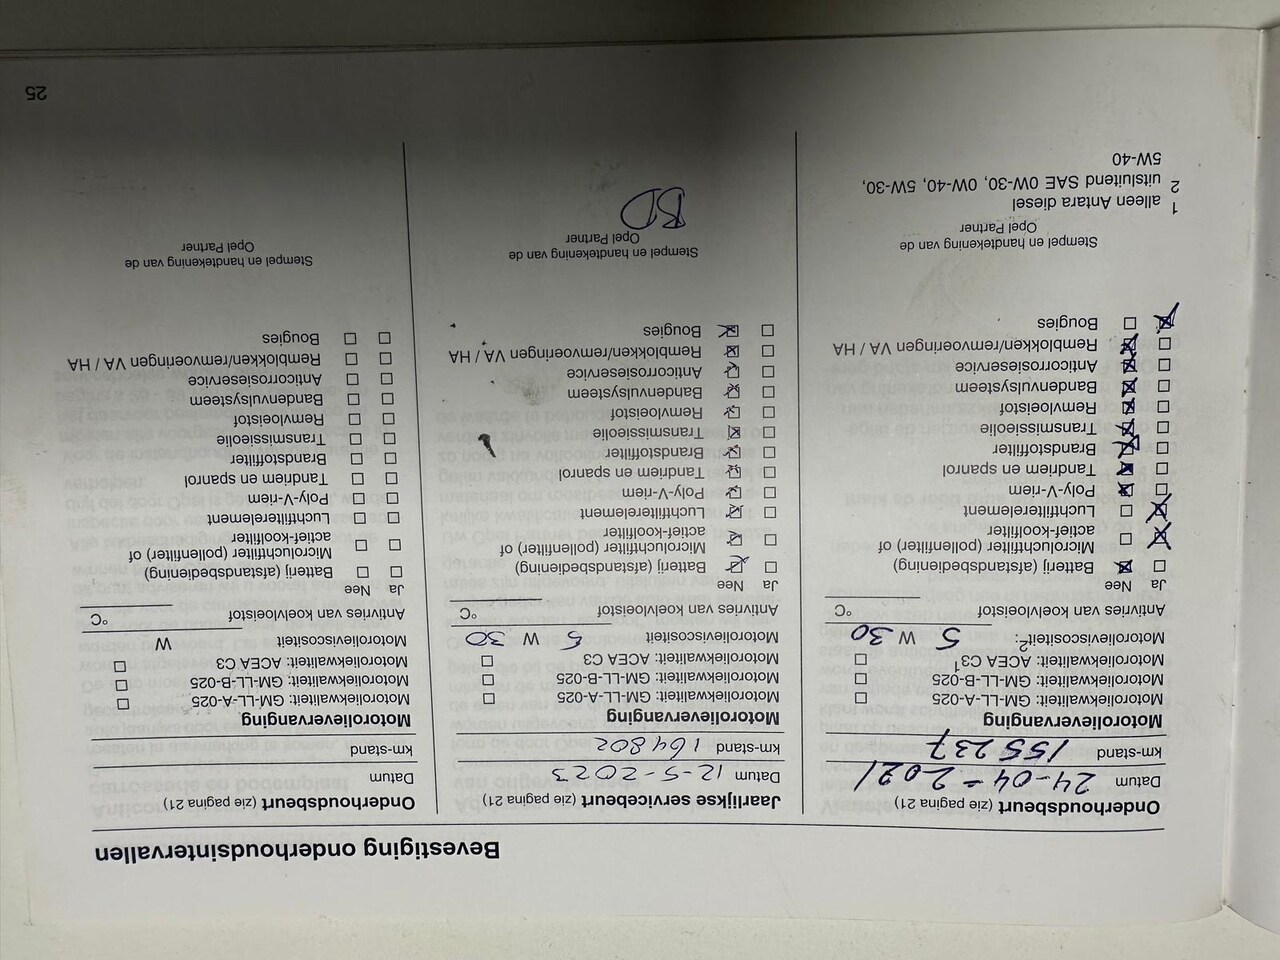 Bevestiging onderhoudsintervallen
Onderhoudsbeurt (zie pagina 21)
Datum 24-04-2021
km-stand 155237
Motorolievervanging
Motoroliekwaliteit: GM-LL-A-025
Motoroliekwaliteit: GM-LL-B-025
Motoroliekwaliteit: ACEA C3¹
Motorolieviscositeit²: 5 W 30
Antivries van koelvloeistof °C
Ja Nee
Batterij (afstandsbediening)
Microluchtfilter (pollenfilter) of
actief-koolfilter
Luchtfilterelement
Poly-V-riem
Tandriem en spanrol
Brandstoffilter
Transmissieolie
Remvloeistof
Bandenvulsysteem
Anticorrosieservice
Remblokken/remvoeringen VA / HA
Bougies
Stempel en handtekening van de
Opel Partner
1 alleen Antara diesel
2 uitsluitend SAE 0W-30, 0W-40, 5W-30,
5W-40
Jaarlijkse servicebeurt (zie pagina 21)
Datum 12-5-2023
km-stand 164802
Motorolievervanging
Motoroliekwaliteit: GM-LL-A-025
Motoroliekwaliteit: GM-LL-B-025
Motoroliekwaliteit: ACEA C3
Motorolieviscositeit 5 W 30
Antivries van koelvloeistof °C
Ja Nee
Batterij (afstandsbediening)
Microluchtfilter (pollenfilter) of
actief-koolfilter
Luchtfilterelement
Poly-V-riem
Tandriem en spanrol
Brandstoffilter
Transmissieolie
Remvloeistof
Bandenvulsysteem
Anticorrosieservice
Remblokken/remvoeringen VA / HA
Bougies
Stempel en handtekening van de
Opel Partner
BD
Onderhoudsbeurt (zie pagina 21)
Datum
km-stand
Motorolievervanging
Motoroliekwaliteit: GM-LL-A-025
Motoroliekwaliteit: GM-LL-B-025
Motoroliekwaliteit: ACEA C3
Motorolieviscositeit W
Antivries van koelvloeistof °C
Ja Nee
Batterij (afstandsbediening)
Microluchtfilter (pollenfilter) of
actief-koolfilter
Luchtfilterelement
Poly-V-riem
Tandriem en spanrol
Brandstoffilter
Transmissieolie
Remvloeistof
Bandenvulsysteem
Anticorrosieservice
Remblokken/remvoeringen VA / HA
Bougies
Stempel en handtekening van de
Opel Partner
25